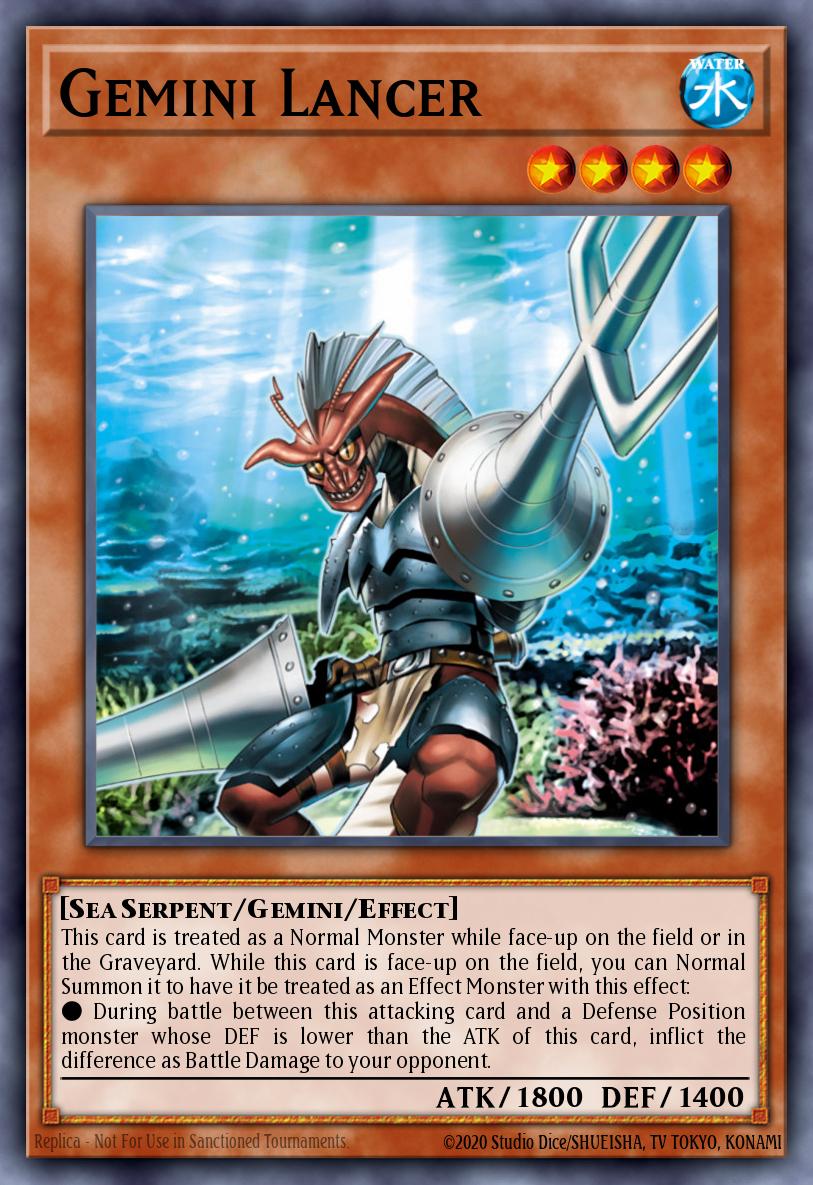 Gemini Lancer
WATER
水
[Sea Serpent/Gemini/Effect]
This card is treated as a Normal Monster while face-up on the field or in
the Graveyard. While this card is face-up on the field, you can Normal
Summon it to have it be treated as an Effect Monster with this effect:
● During battle between this attacking card and a Defense Position
monster whose DEF is lower than the ATK of this card, inflict the
difference as Battle Damage to your opponent.
ATK/1800 DEF/1400
Replica - Not For Use in Sanctioned Tournaments.
©2020 Studio Dice/SHUEISHA, TV TOKYO, KONAMI